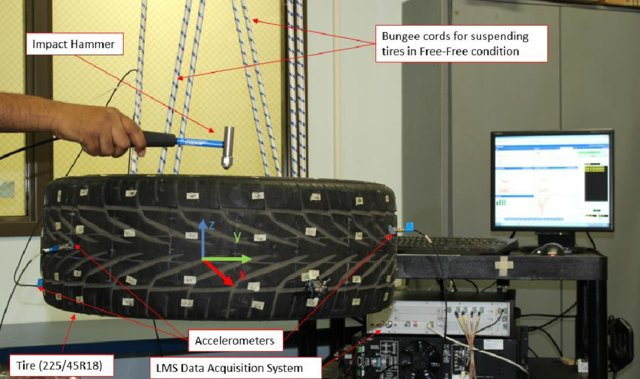 Impact Hammer
Bungee cords for suspending
tires in Free-Free condition
z
y
x
Accelerometers
Tire (225/45R18)
LMS Data Acquisition System